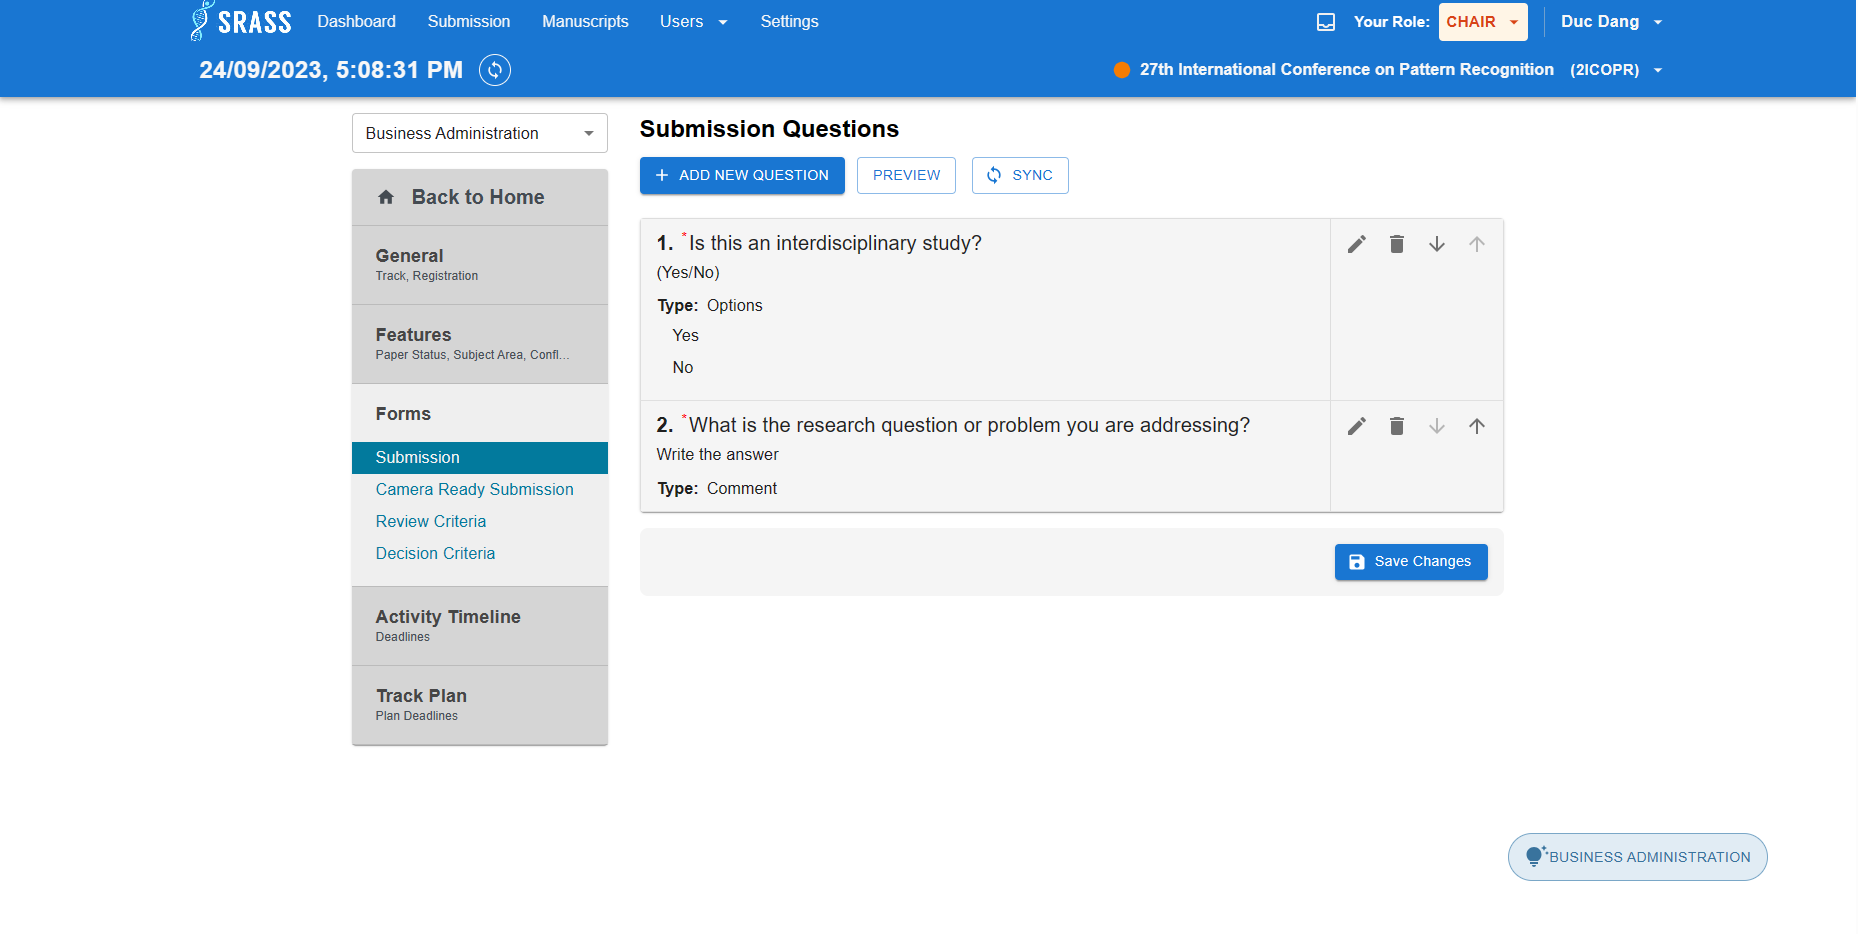 SRASS Dashboard Submission Manuscripts Users Settings Your Role: CHAIR Duc Dang
24/09/2023, 5:08:31 PM 27th International Conference on Pattern Recognition (2ICOPR)
Business Administration
Back to Home
General
Track, Registration
Features
Paper Status, Subject Area, Confl...
Forms
Submission
Camera Ready Submission
Review Criteria
Decision Criteria
Activity Timeline
Deadlines
Track Plan
Plan Deadlines
Submission Questions
ADD NEW QUESTION PREVIEW SYNC
1. *Is this an interdisciplinary study?
(Yes/No)
Type: Options
Yes
No
2. *What is the research question or problem you are addressing?
Write the answer
Type: Comment
Save Changes
BUSINESS ADMINISTRATION